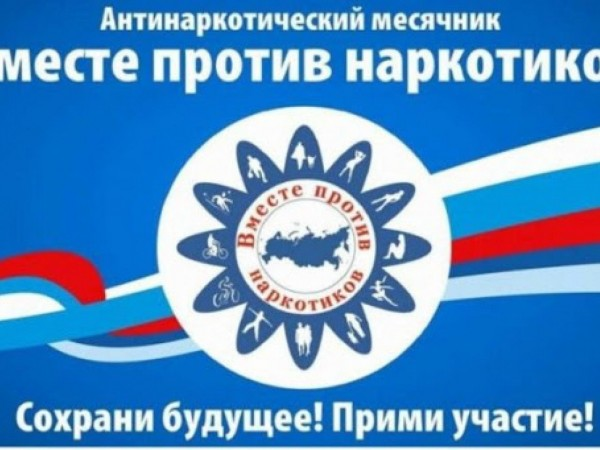 Антинаркотический месячник
месте против наркотико
Вместе против
наркотиков
Сохрани будущее! Прими участие!